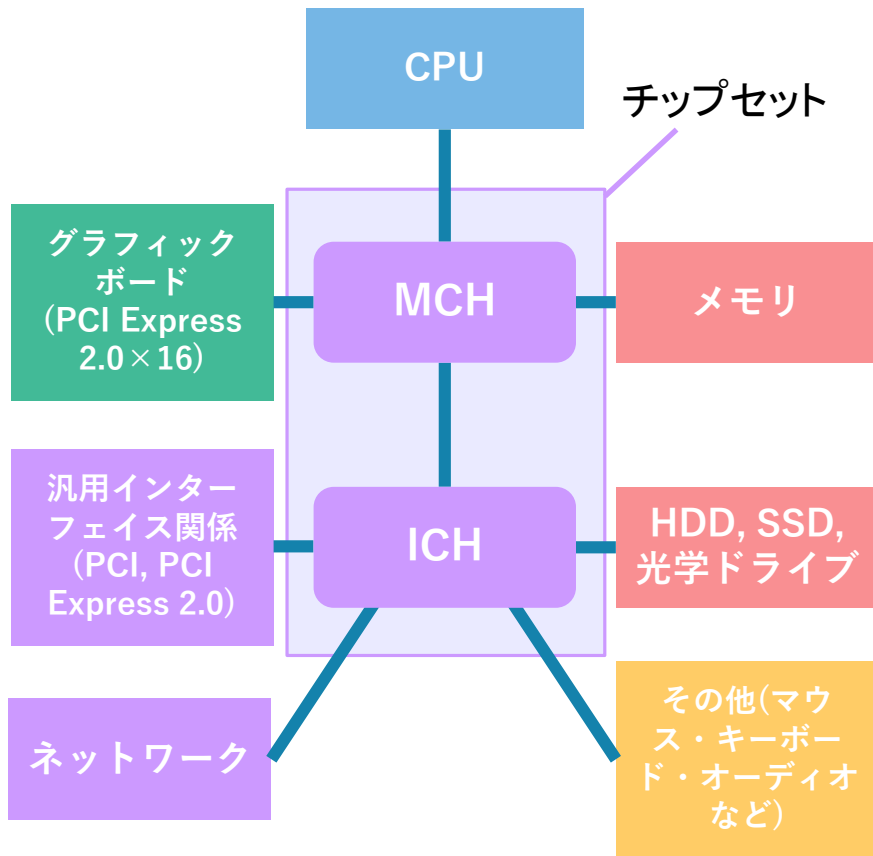 CPU
チップセット
グラフィック
ボード
(PCI Express
2.0×16)
MCH
メモリ
汎用インター
フェイス関係
(PCI, PCI
Express 2.0)
ICH
HDD, SSD,
光学ドライブ
ネットワーク
その他(マウ
ス・キーボー
ド・オーディオ
など)